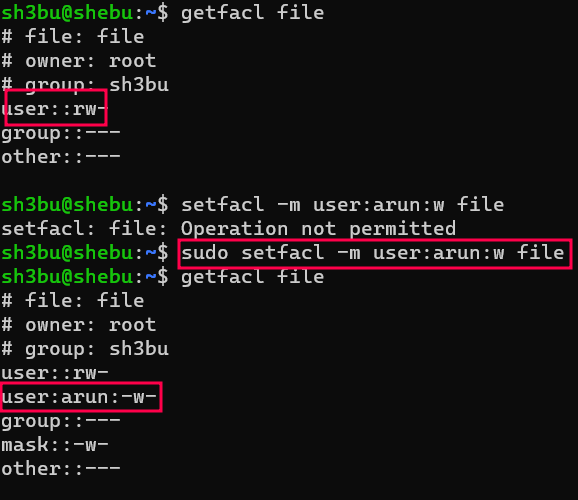 sh3bu@shebu:~$ getfacl file
# file: file
# owner: root
# group: sh3bu
user::rw-
group::---
other::---
sh3bu@shebu:~$ setfacl -m user:arun:w file
setfacl: file: Operation not permitted
sh3bu@shebu:~$ sudo setfacl -m user:arun:w file
sh3bu@shebu:~$ getfacl file
# file: file
# owner: root
# group: sh3bu
user::rw-
user:arun:-w-
group::---
mask::-w-
other::---